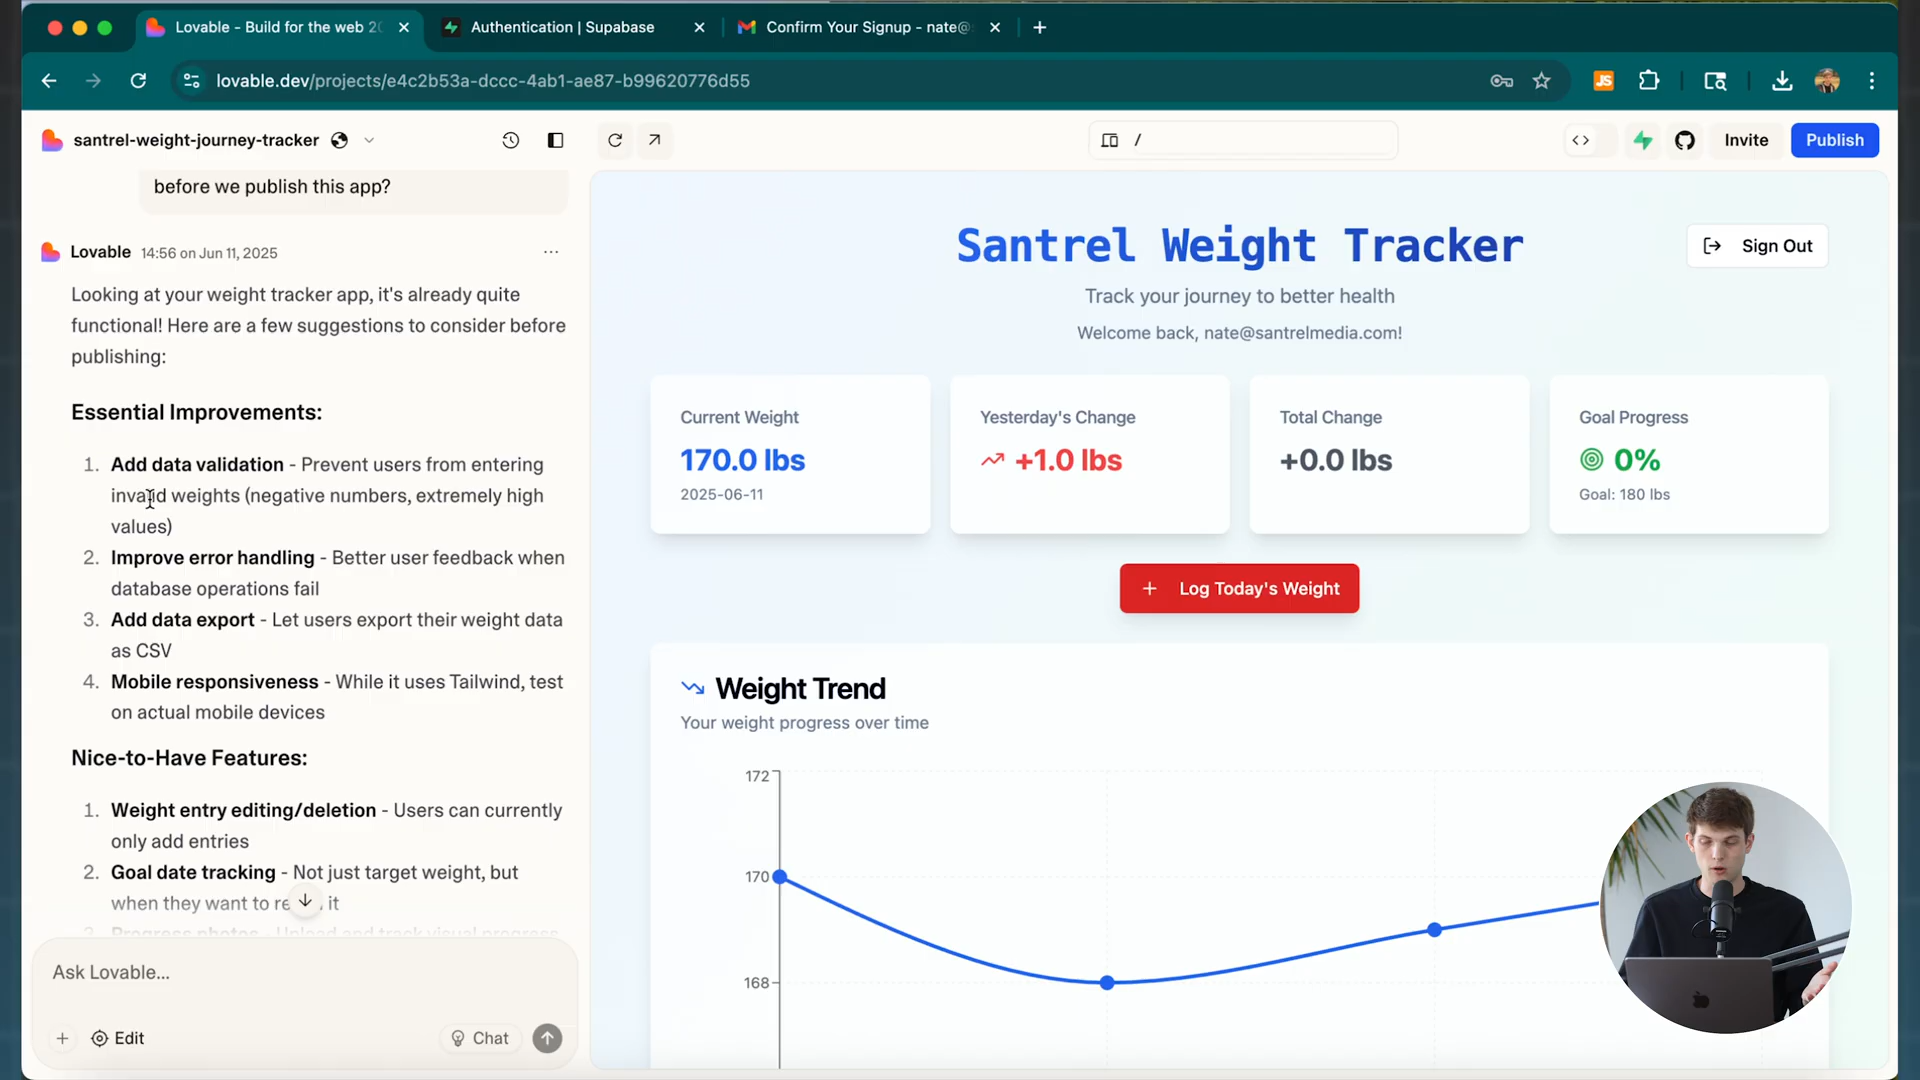 Lovable - Build for the web 20
Authentication | Supabase
Confirm Your Signup - nate@
lovable.dev/projects/e4c2b53a-dccc-4ab1-ae87-b99620776d55
JS
santrel-weight-journey-tracker
/
Invite
Publish
before we publish this app?
Lovable 14:56 on Jun 11, 2025
Looking at your weight tracker app, it's already quite
functional! Here are a few suggestions to consider before
publishing:
Essential Improvements:
1. Add data validation - Prevent users from entering
invalid weights (negative numbers, extremely high
values)
2. Improve error handling - Better user feedback when
database operations fail
3. Add data export - Let users export their weight data
as CSV
4. Mobile responsiveness - While it uses Tailwind, test
on actual mobile devices
Nice-to-Have Features:
1. Weight entry editing/deletion - Users can currently
only add entries
2. Goal date tracking - Not just target weight, but
when they want to it
3. Progress photos - Upload and track visual progress
Ask Lovable...
Edit
Chat
Santrel Weight Tracker
Sign Out
Track your journey to better health
Welcome back, nate@santrelmedia.com!
Current Weight
170.0 lbs
2025-06-11
Yesterday's Change
+1.0 lbs
Total Change
+0.0 lbs
Goal Progress
0%
Goal: 180 lbs
+ Log Today's Weight
Weight Trend
Your weight progress over time
172
170
168